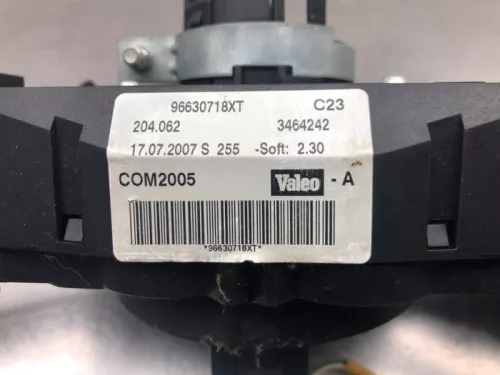 96630718XT C23
204.062 3464242
17.07.2007 S 255 -Soft: 2.30
COM2005 Valeo - A
*96630718XT*